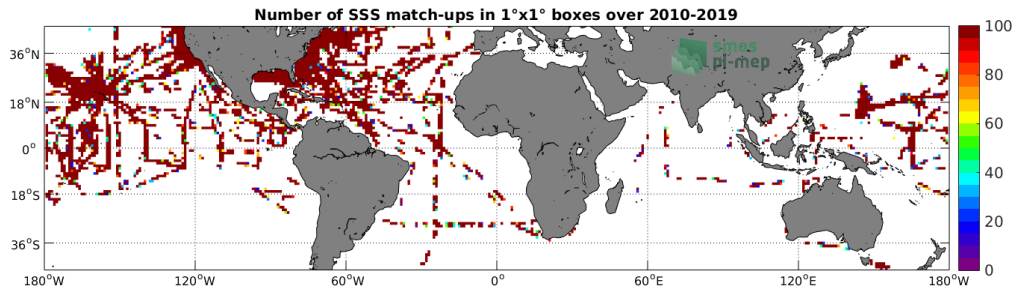 Number of SSS match-ups in 1°x1° boxes over 2010-2019
smos
pi-mep
36°N
18°N
0°
18°S
36°S
180°W
120°W
60°W
0°
60°E
120°E
180°W
100
80
60
40
20
0